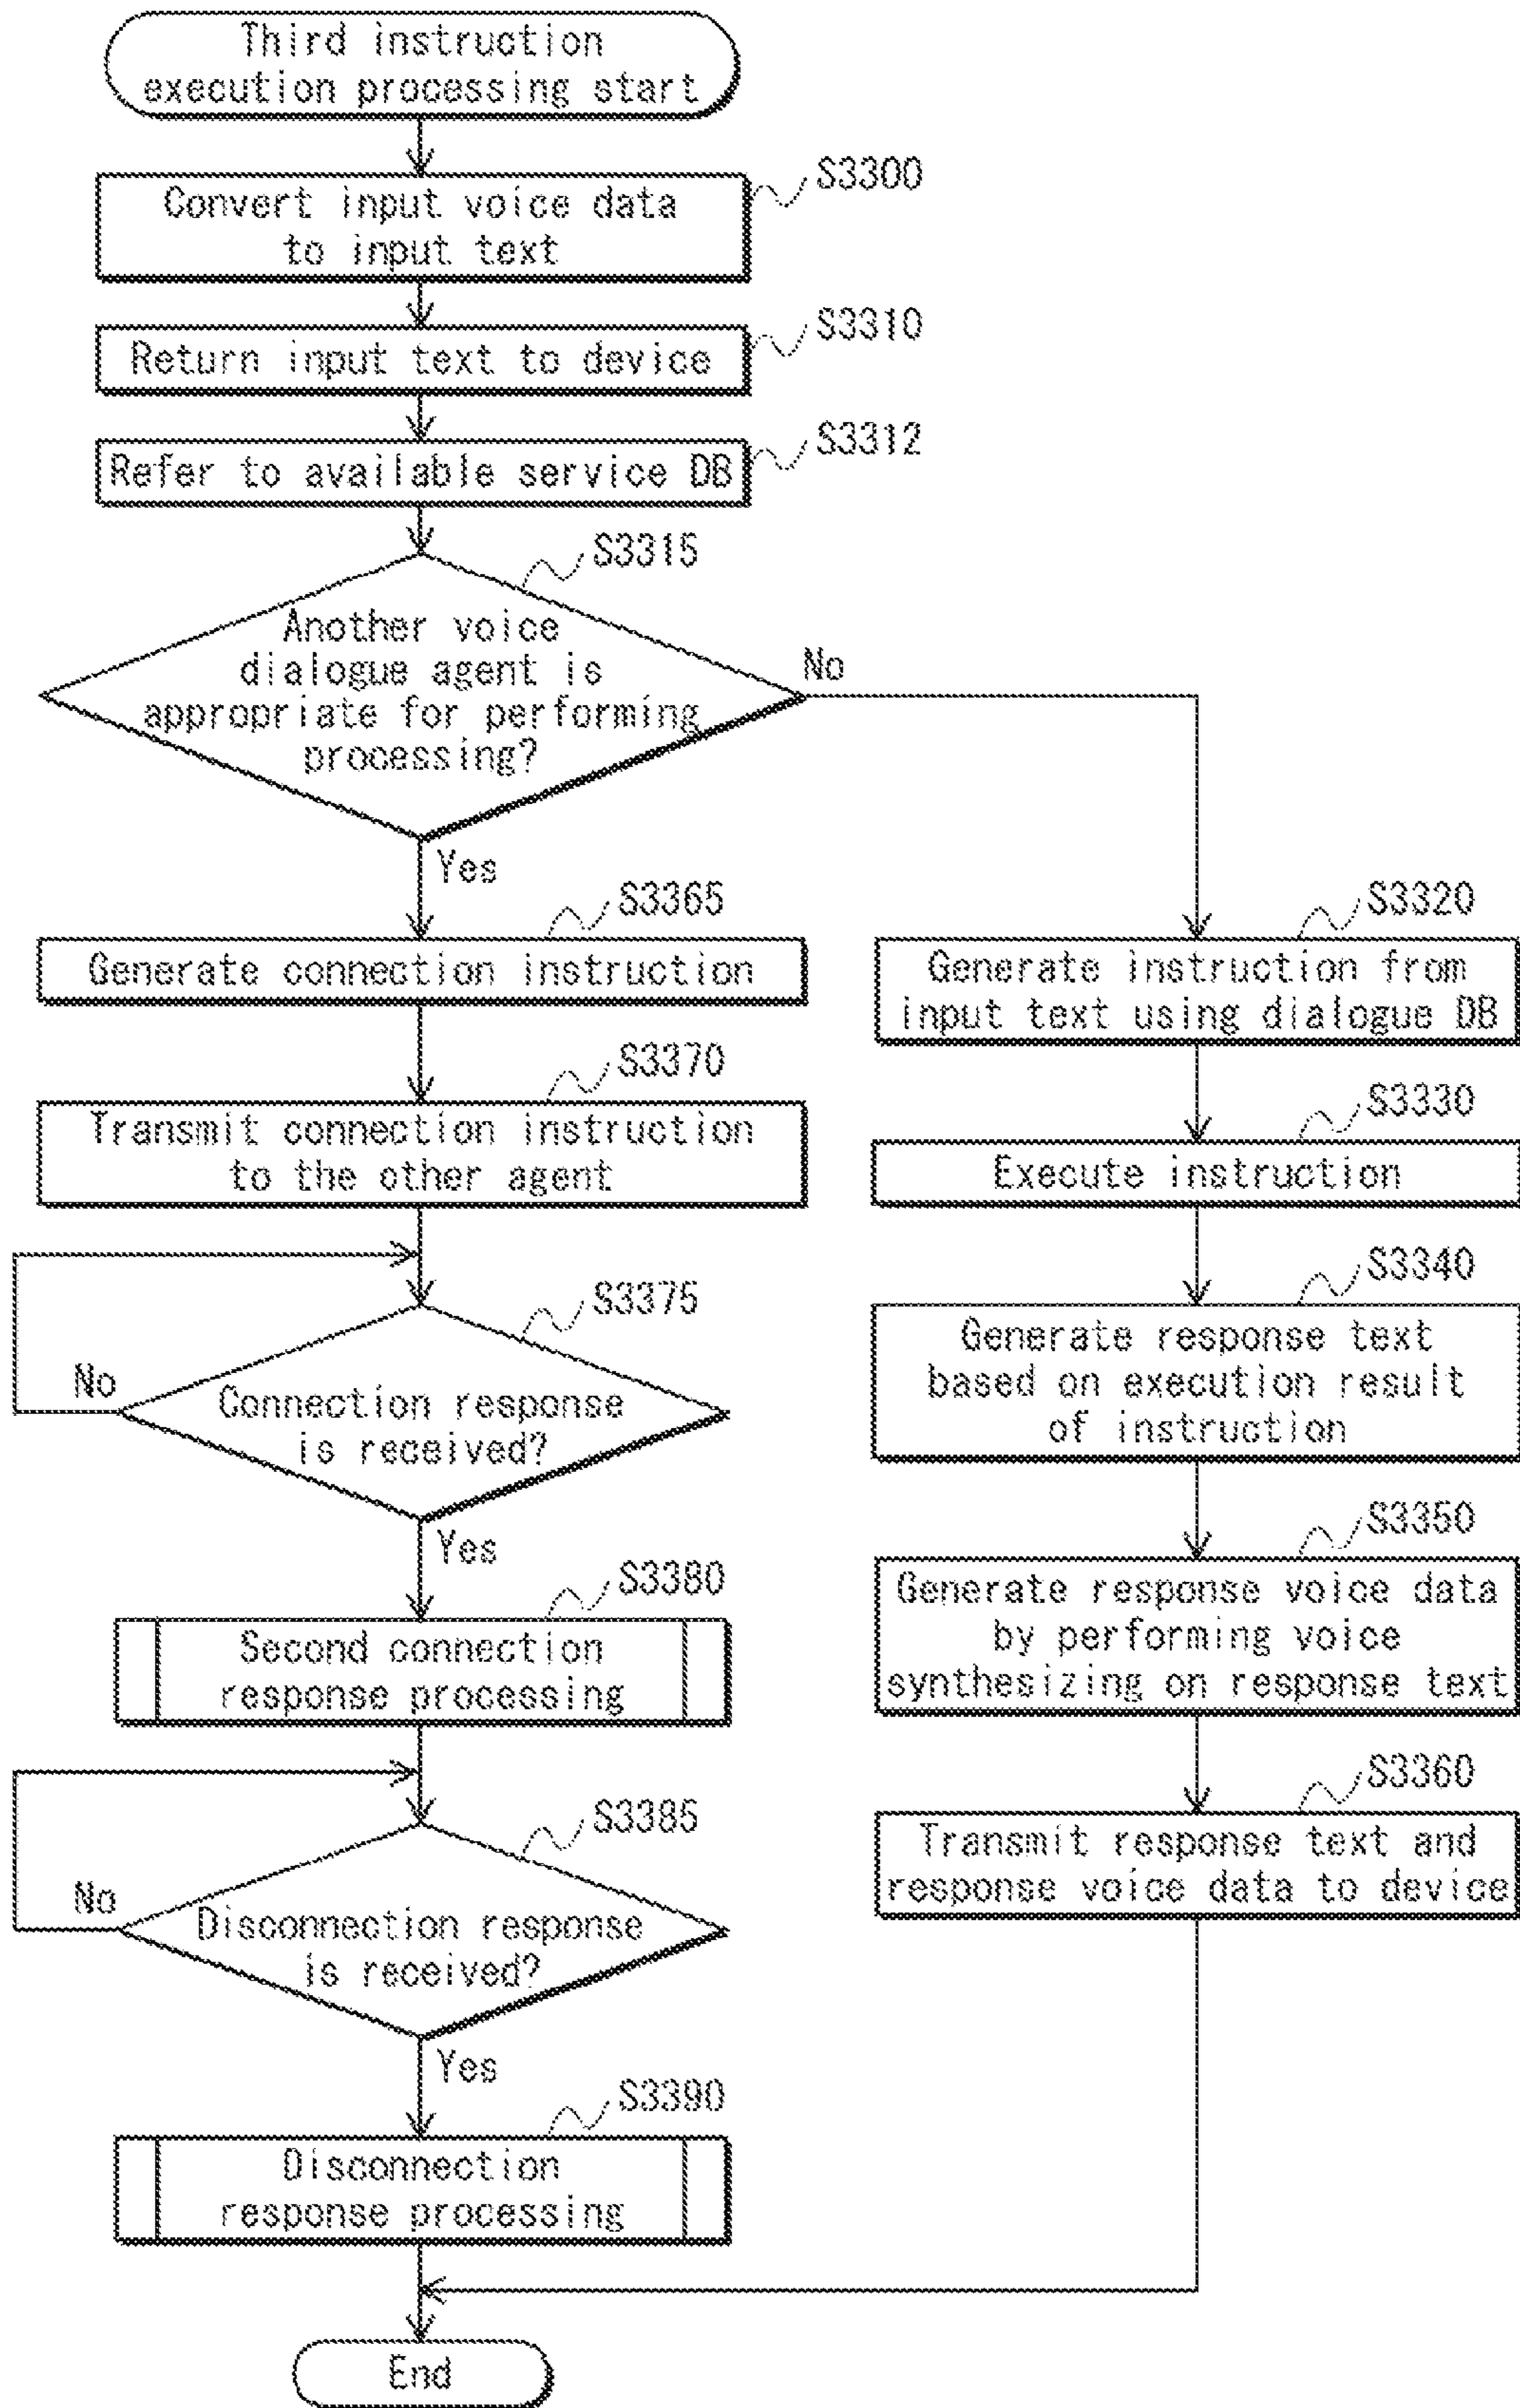 Third instruction
execution processing start
S3300
Convert input voice data
to input text
S3310
Return input text to device
S3312
Refer to available service DB
S3315
Another voice
dialogue agent is
appropriate for performing
processing?
No
Yes
S3365
Generate connection instruction
S3370
Transmit connection instruction
to the other agent
S3375
Connection response
is received?
No
Yes
S3380
Second connection
response processing
S3385
Disconnection response
is received?
No
Yes
S3390
Disconnection
response processing
S3320
Generate instruction from
input text using dialogue DB
S3330
Execute instruction
S3340
Generate response text
based on execution result
of instruction
S3350
Generate response voice data
by performing voice
synthesizing on response text
S3360
Transmit response text and
response voice data to device
End